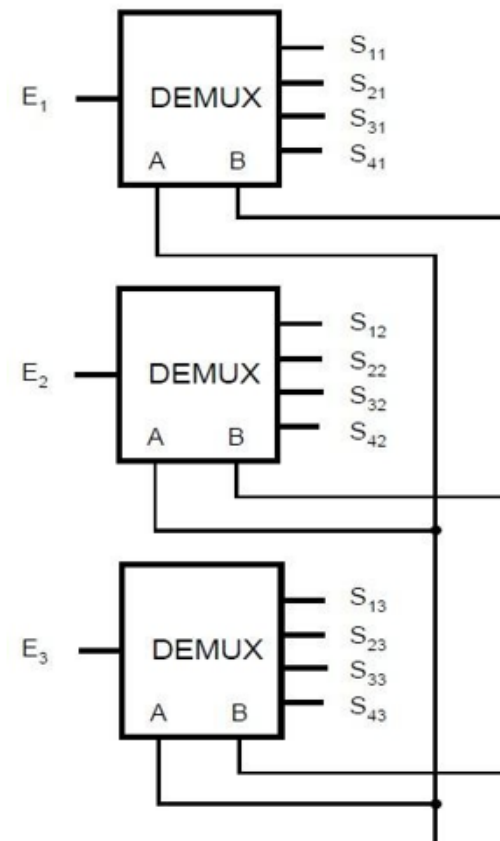 S₁₁
E₁ DEMUX S₂₁
S₃₁
A B S₄₁
S₁₂
E₂ DEMUX S₂₂
S₃₂
A B S₄₂
S₁₃
E₃ DEMUX S₂₃
S₃₃
A B S₄₃